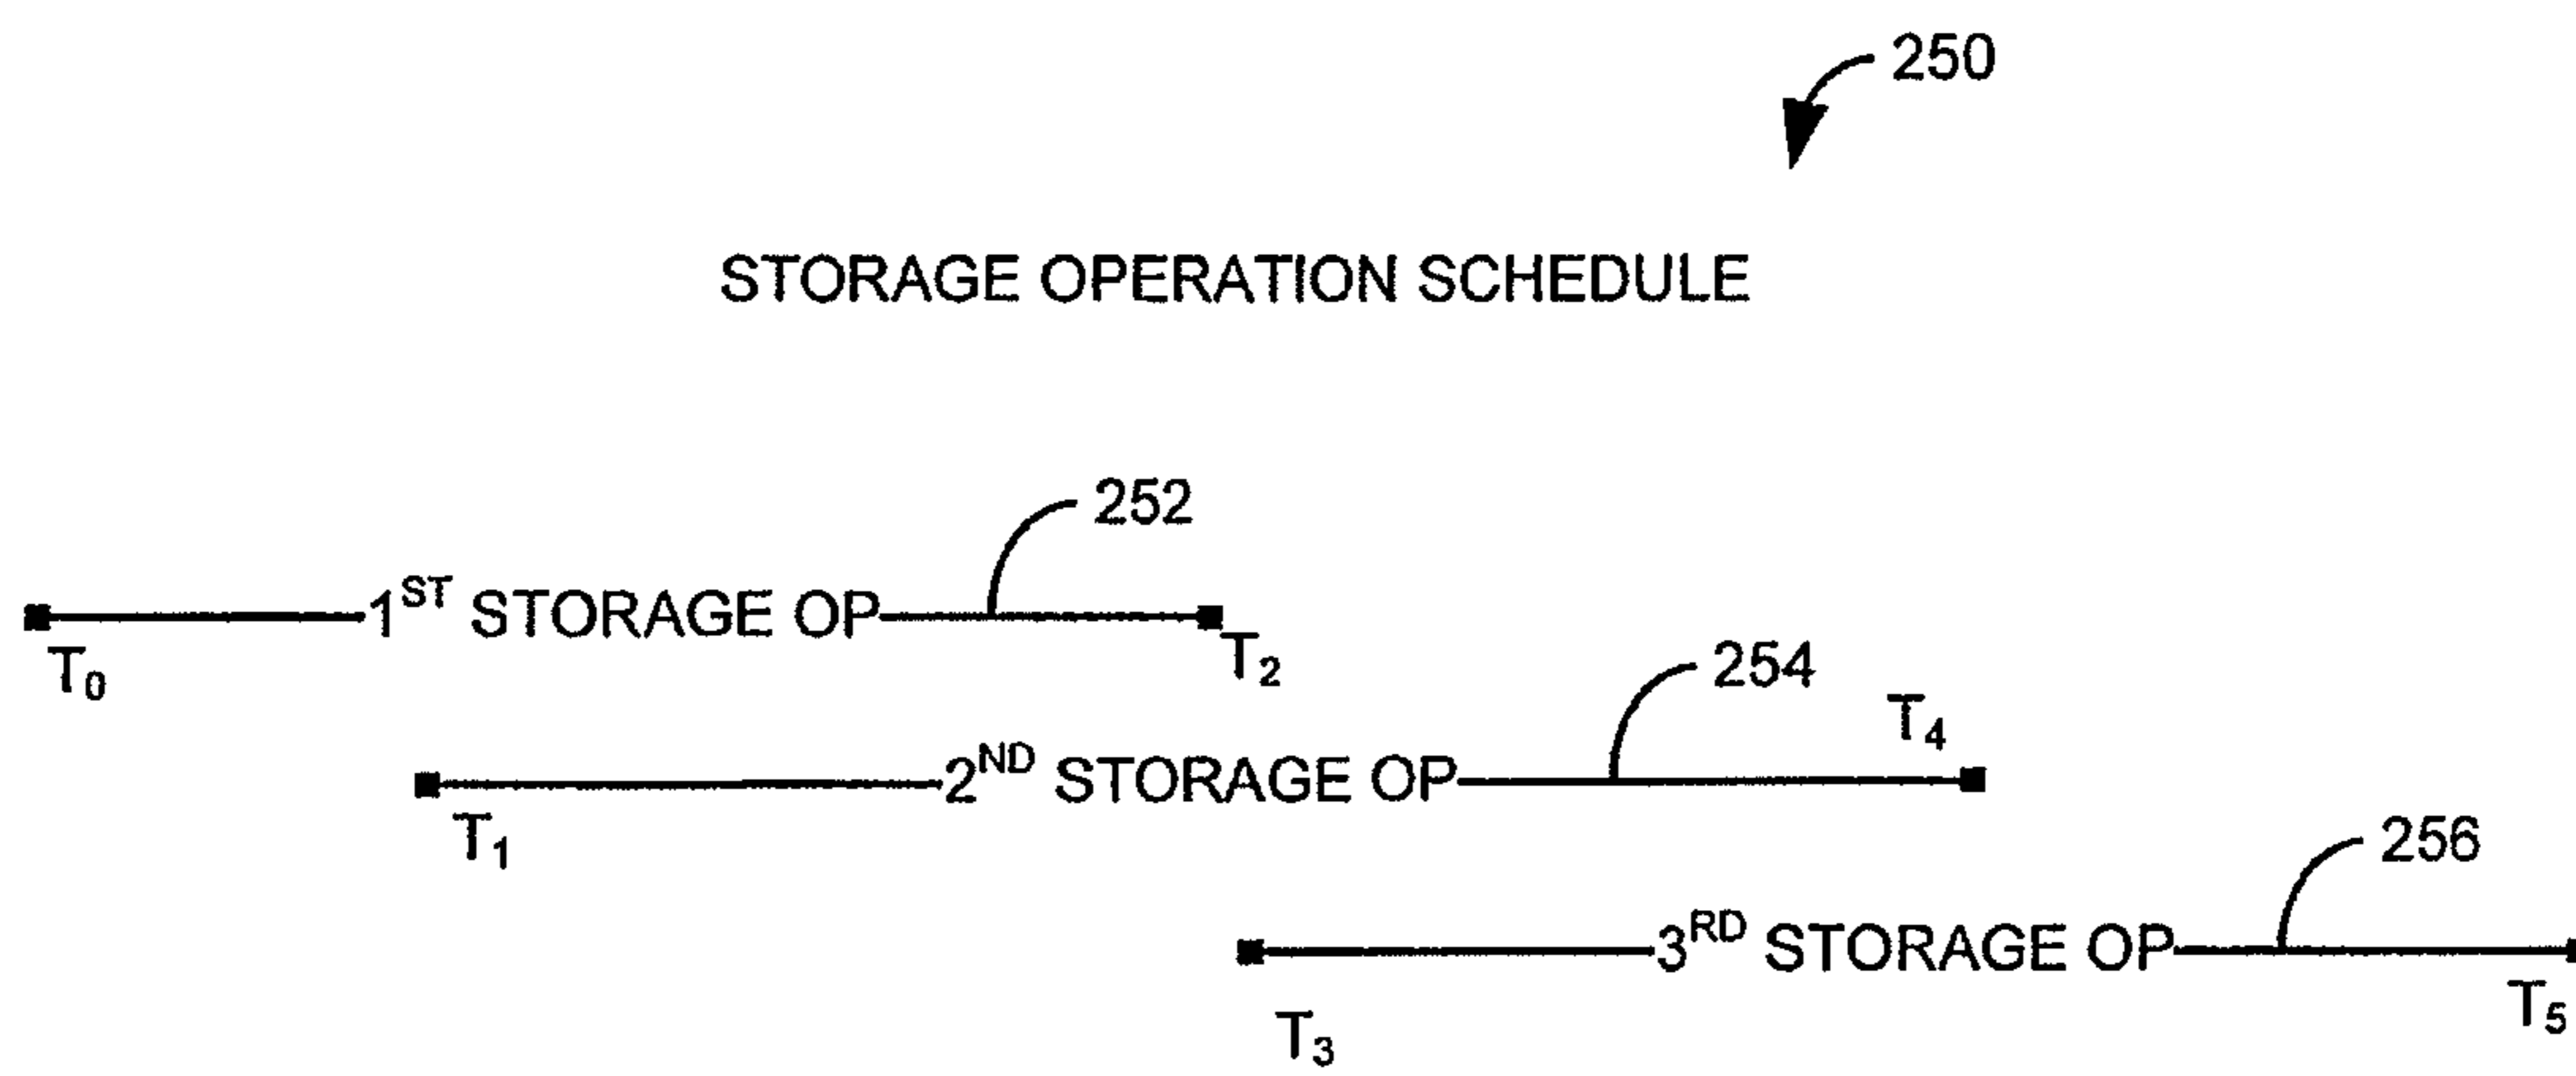 250
STORAGE OPERATION SCHEDULE
252
1ST STORAGE OP
T0
T2
254
T4
2ND STORAGE OP
T1
256
3RD STORAGE OP
T3
T5